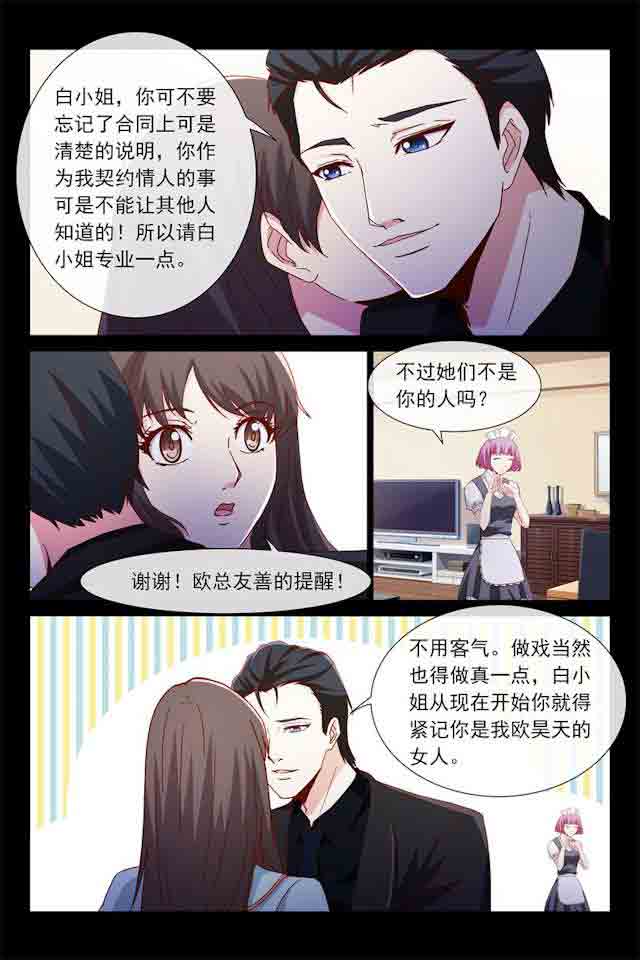 白小姐，你可不要
忘记了合同上可是
清楚的说明，你作
为我契约情人的事
可是不能让其他人
知道的！所以请白
小姐专业一点。
谢谢！欧总友善的提醒！
不过她们不是
你的人吗？
不用客气。做戏当然
也得做真一点，白小
姐从现在开始你就得
紧记你是我欧昊天的
女人。